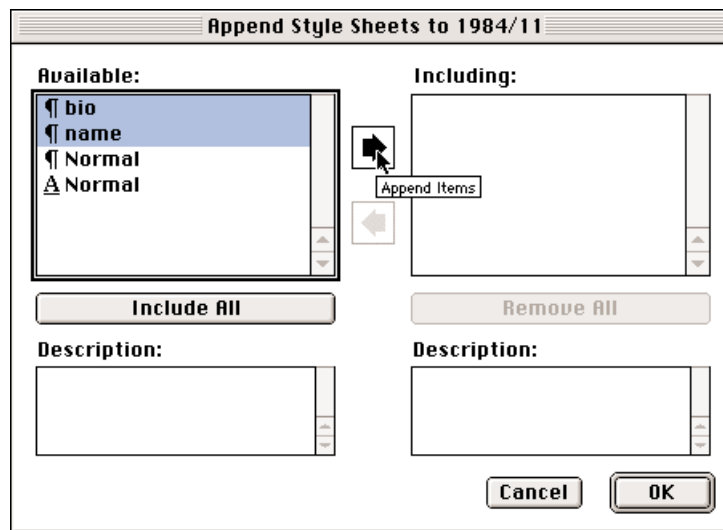 Append Style Sheets to 1984/11
Available:
Including:
¶ bio
¶ name
¶ Normal
A Normal
Append Items
Include All
Remove All
Description:
Description:
Cancel
OK